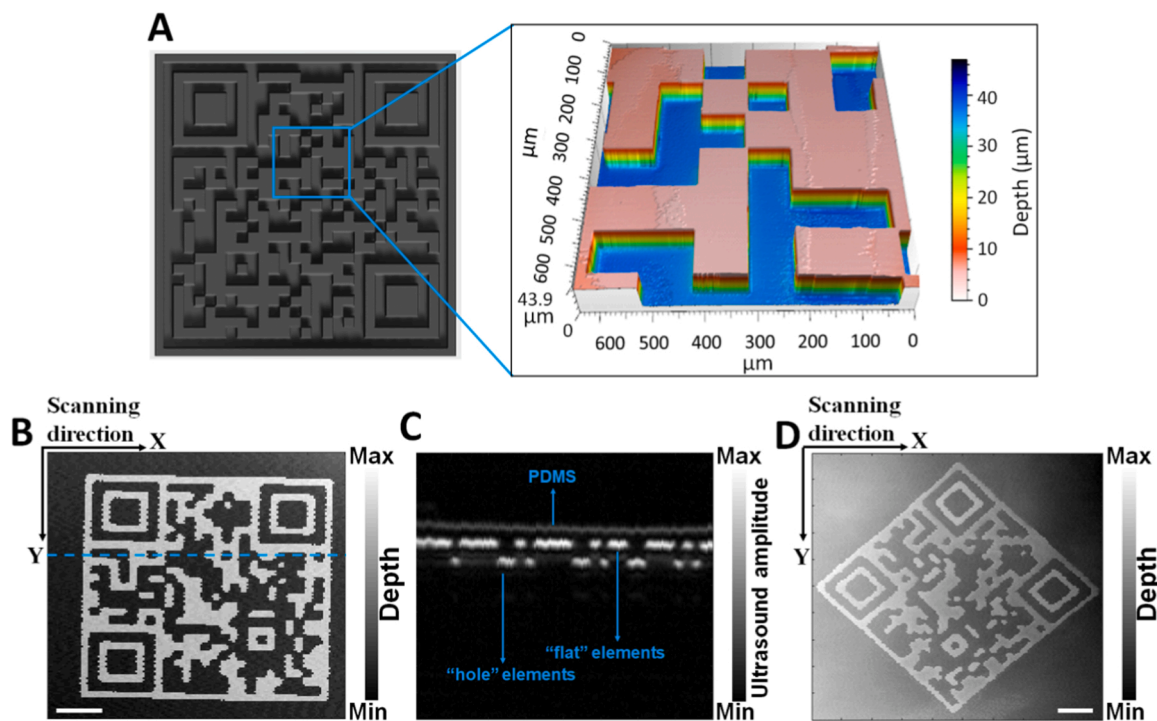 A
0
100
200
300
400
500
600
µm
43.9
µm
0
600 500 400 300 200 100 0
µm
40
30
20
10
0
Depth (µm)
B
Scanning
direction
X
Y
Max
Depth
Min
C
PDMS
"flat" elements
"hole" elements
Max
Ultrasound amplitude
Min
D
Scanning
direction
X
Y
Max
Depth
Min